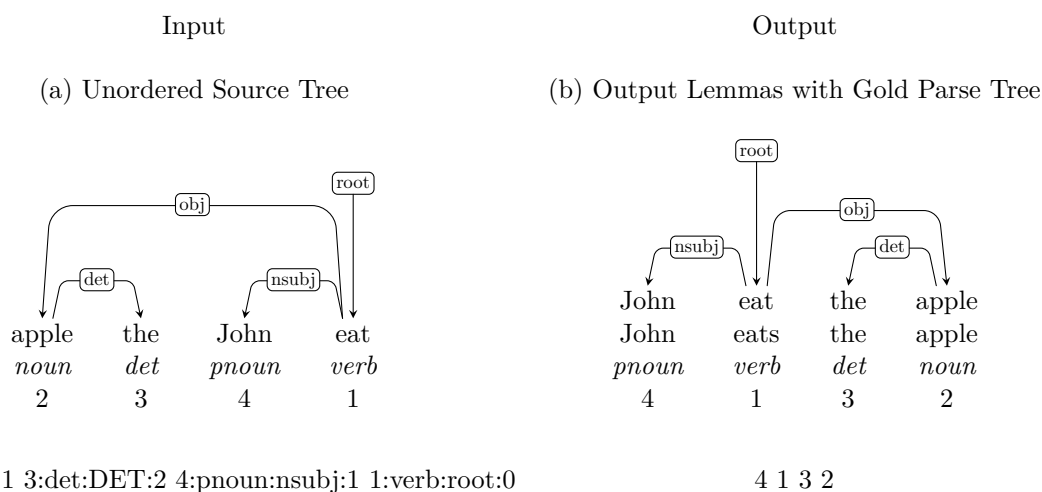 Input
(a) Unordered Source Tree
root
obj
det nsubj
apple the John eat
noun det pnoun verb
2 3 4 1
1 3:det:DET:2 4:pnoun:nsubj:1 1:verb:root:0
Output
(b) Output Lemmas with Gold Parse Tree
root
obj
nsubj det
John eat the apple
John eats the apple
pnoun verb det noun
4 1 3 2
4 1 3 2